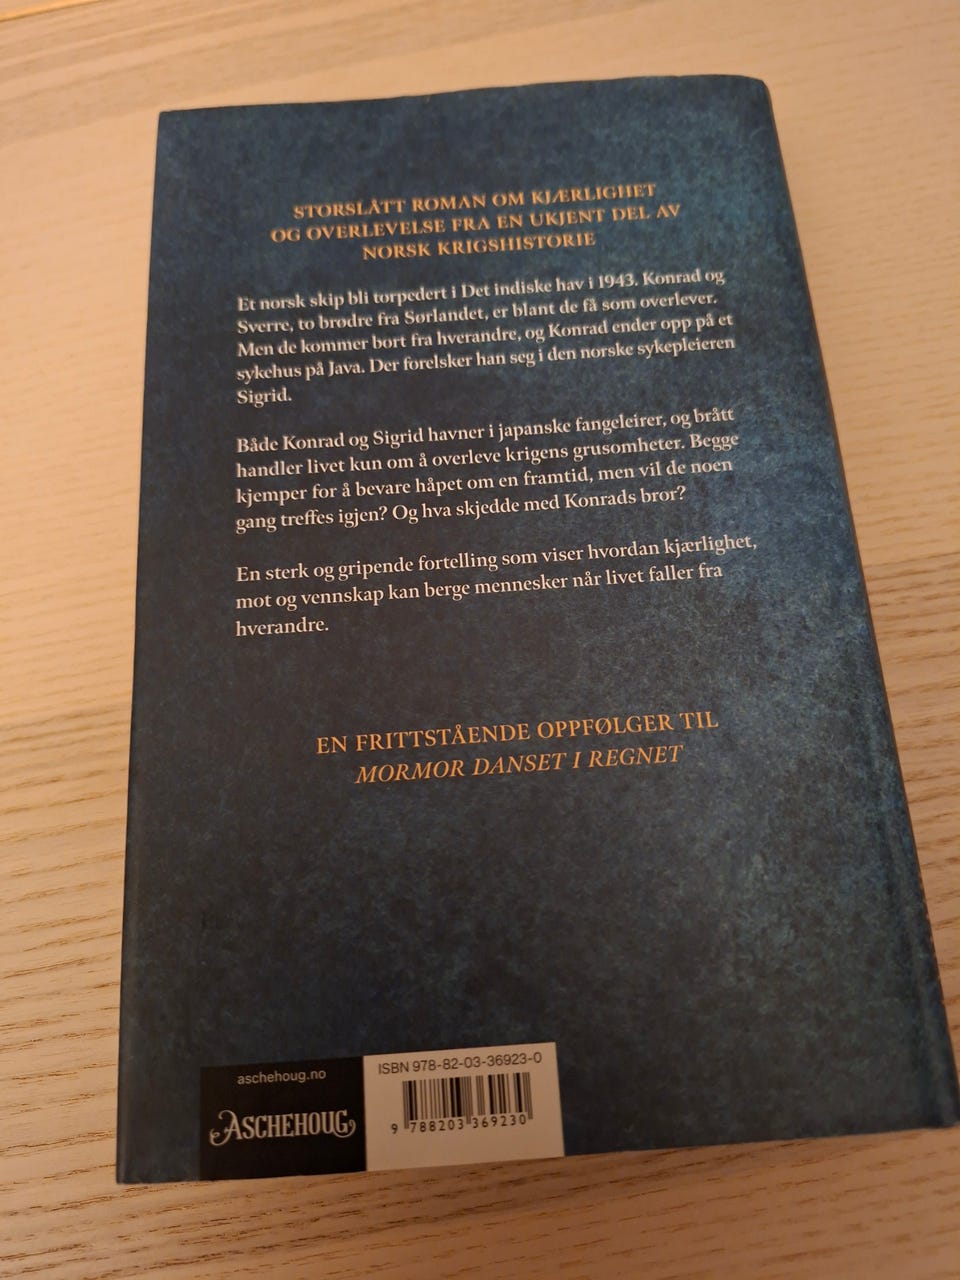 STORSLÅTT ROMAN OM KJÆRLIGHET
OG OVERLEVELSE FRA EN UKJENT DEL AV
NORSK KRIGSHISTORIE
Et norsk skip bli torpedert i Det indiske hav i 1943. Konrad og
Sverre, to brødre fra Sørlandet, er blant de få som overlever.
Men de kommer bort fra hverandre, og Konrad ender opp på et
sykehus på Java. Der forelsker han seg i den norske sykepleieren
Sigrid.
Både Konrad og Sigrid havner i japanske fangeleirer, og brått
handler livet kun om å overleve krigens grusomheter. Begge
kjemper for å bevare håpet om en framtid, men vil de noen
gang treffes igjen? Og hva skjedde med Konrads bror?
En sterk og gripende fortelling som viser hvordan kjærlighet,
mot og vennskap kan berge mennesker når livet faller fra
hverandre.
EN FRITTSTÅENDE OPPFØLGER TIL
MORMOR DANSET I REGNET
aschehoug.no
ASCHEHOUG
ISBN 978-82-03-36923-0
9 788203 369230